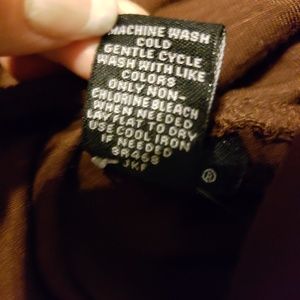 MACHINE WASH
COLD
GENTLE CYCLE
WASH WITH LIKE
COLORS
ONLY NON-
CHLORINE BLEACH
WHEN NEEDED
LAY FLAT TO DRY
USE COOL IRON
IF NEEDED
SR468
JKF
®